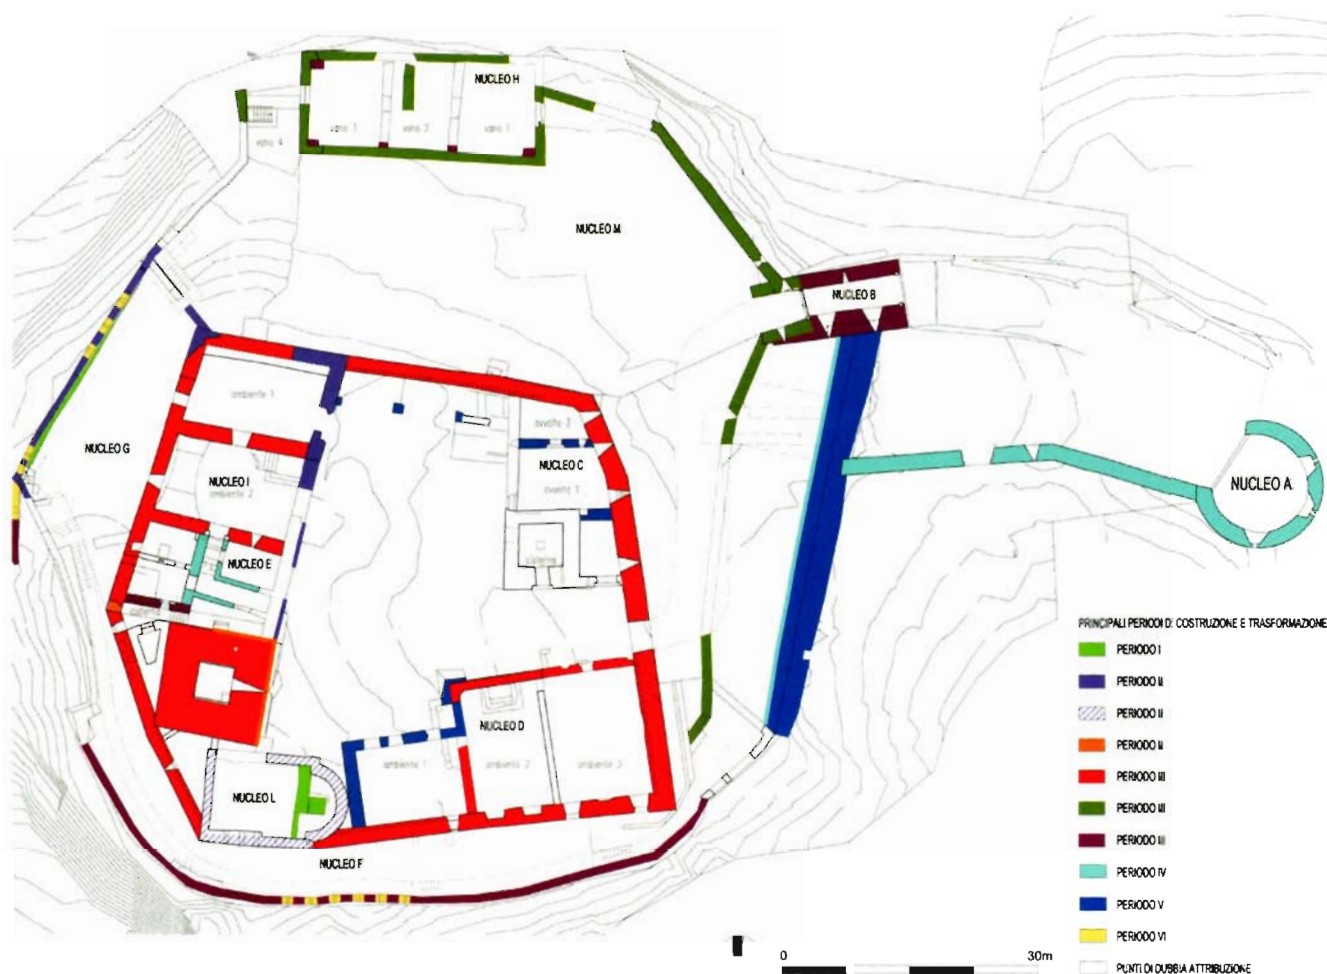 NUCLEO H
vano 3
vano 2
vano 1
vano 4
NUCLEO M
NUCLEO B
ambiente 1
avvolto 2
NUCLEO G
NUCLEO C
NUCLEO I
ambiente 2
avvolto 1
NUCLEO A
NUCLEO E
cisterna
NUCLEO D
ambiente 1
ambiente 2
ambiente 3
NUCLEO L
NUCLEO F
PRINCIPALI PERIODI DI COSTRUZIONE E TRASFORMAZIONE
PERIODO I
PERIODO II
PERIODO II
PERIODO II
PERIODO III
PERIODO III
PERIODO III
PERIODO IV
PERIODO V
PERIODO VI
PUNTI DI DUBBIA ATTRIBUZIONE
0
30m